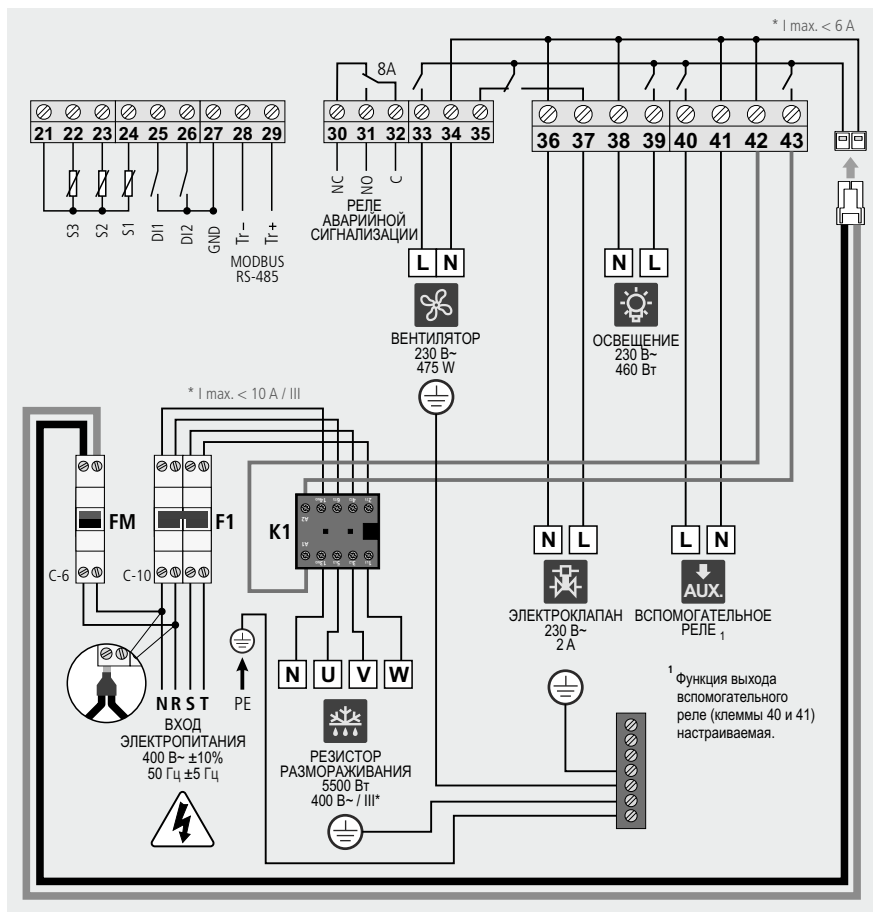 * I max. < 6 A
8A
21 22 23 24 25 26 27 28 29
30 31 32 33 34 35
36 37 38 39 40 41 42 43
S3 S2 S1 DI1 DI2 GND Tr− Tr+
MODBUS
RS-485
NC NO C
РЕЛЕ
АВАРИЙНОЙ
СИГНАЛИЗАЦИИ
L N
ВЕНТИЛЯТОР
230 В~
475 W
N L
ОСВЕЩЕНИЕ
230 В~
460 Вт
* I max. < 10 A / III
FM
F1
K1
A2
A1
C-6
C-10
N L
ЭЛЕКТРОКЛАПАН
230 В~
2 A
L N
AUX.
ВСПОМОГАТЕЛЬНОЕ
РЕЛЕ 1
1 Функция выхода
вспомогательного
реле (клеммы 40 и 41)
настраиваемая.
N R S T
PE
ВХОД
ЭЛЕКТРОПИТАНИЯ
400 В~ ±10%
50 Гц ±5 Гц
N U V W
РЕЗИСТОР
РАЗМОРАЖИВАНИЯ
5500 Вт
400 В~ / III*